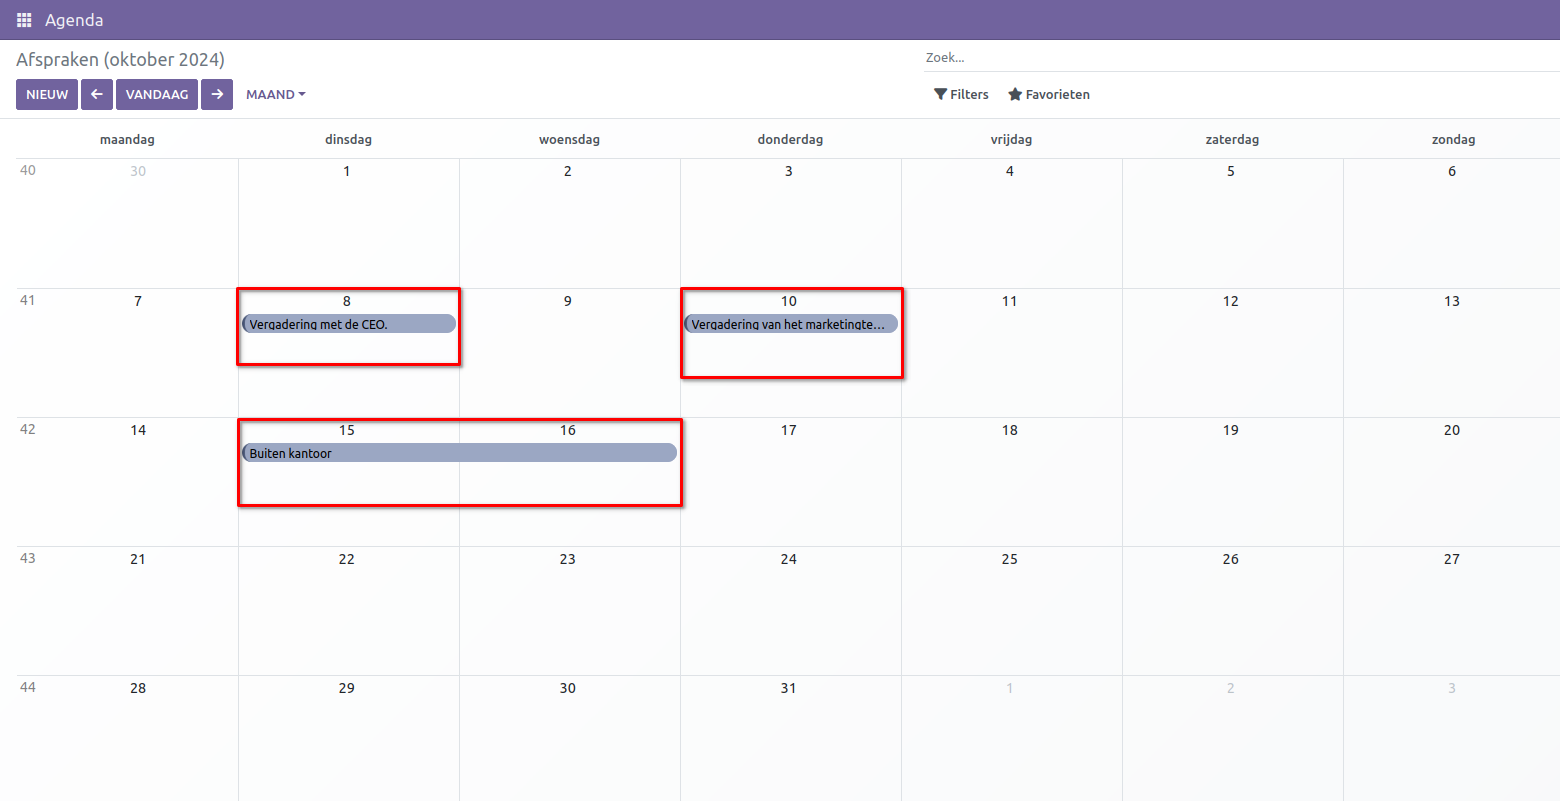 Agenda
Afspraken (oktober 2024)
Zoek...
NIEUW VANDAAG MAAND
Filters Favorieten
maandag dinsdag woensdag donderdag vrijdag zaterdag zondag
40 30 1 2 3 4 5 6
41 7 8 9 10 11 12 13
Vergadering met de CEO. Vergadering van het marketingte...
42 14 15 16 17 18 19 20
Buiten kantoor
43 21 22 23 24 25 26 27
44 28 29 30 31 1 2 3